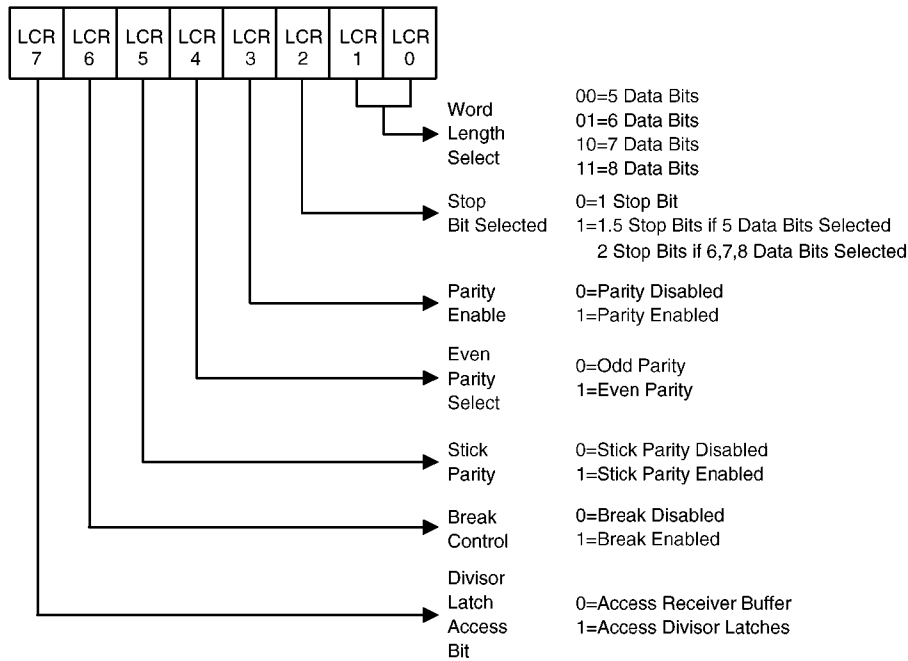 LCR LCR LCR LCR LCR LCR LCR LCR
7 6 5 4 3 2 1 0
Word
Length
Select
00=5 Data Bits
01=6 Data Bits
10=7 Data Bits
11=8 Data Bits
Stop
Bit Selected
0=1 Stop Bit
1=1.5 Stop Bits if 5 Data Bits Selected
2 Stop Bits if 6,7,8 Data Bits Selected
Parity
Enable
0=Parity Disabled
1=Parity Enabled
Even
Parity
Select
0=Odd Parity
1=Even Parity
Stick
Parity
0=Stick Parity Disabled
1=Stick Parity Enabled
Break
Control
0=Break Disabled
1=Break Enabled
Divisor
Latch
Access
Bit
0=Access Receiver Buffer
1=Access Divisor Latches